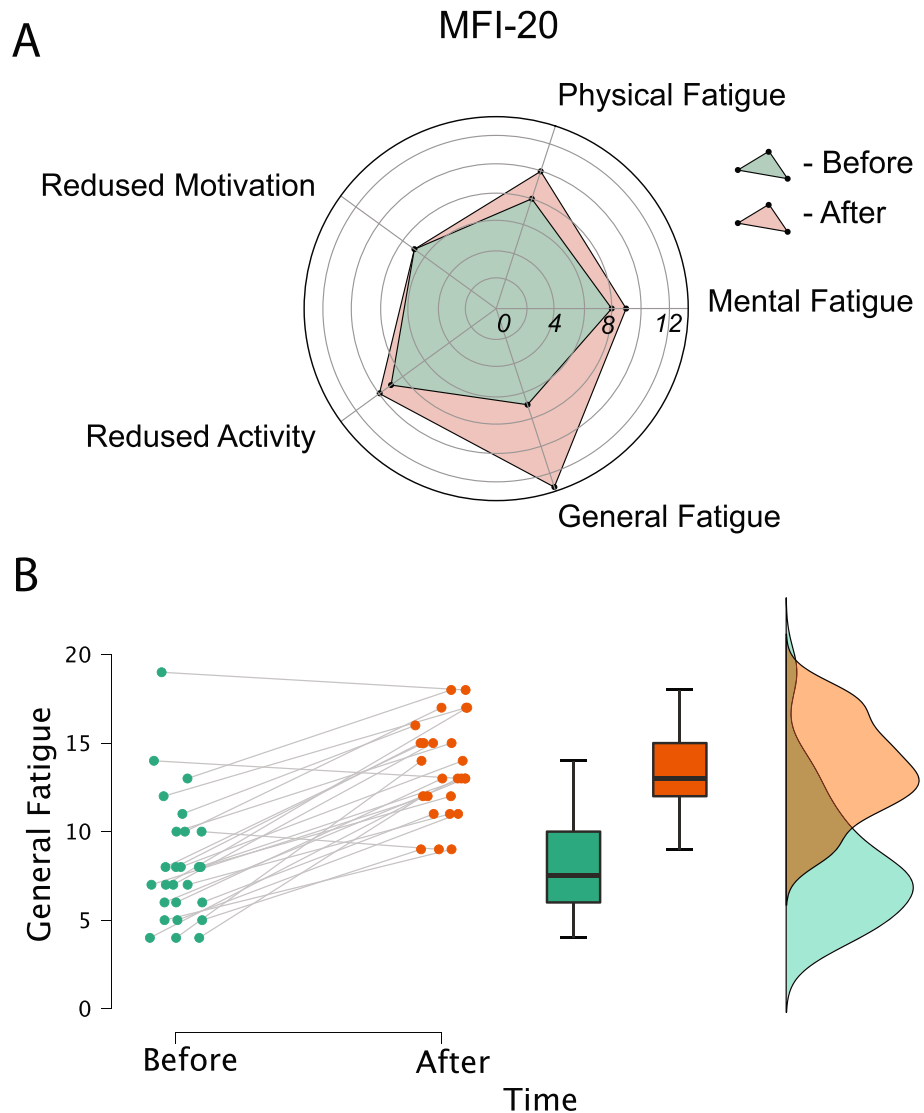 A
MFI-20
Physical Fatigue
- Before
Redused Motivation
- After
Mental Fatigue
0 4 8 12
Redused Activity
General Fatigue
B
20
15
10
5
0
General Fatigue
Before
After
Time